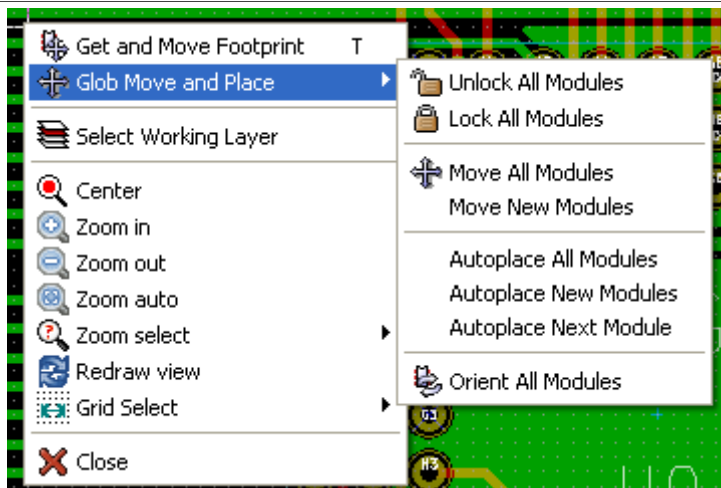 Get and Move Footprint T
Glob Move and Place
Select Working Layer
Center
Zoom in
Zoom out
Zoom auto
Zoom select
Redraw view
Grid Select
Close
Unlock All Modules
Lock All Modules
Move All Modules
Move New Modules
Autoplace All Modules
Autoplace New Modules
Autoplace Next Module
Orient All Modules